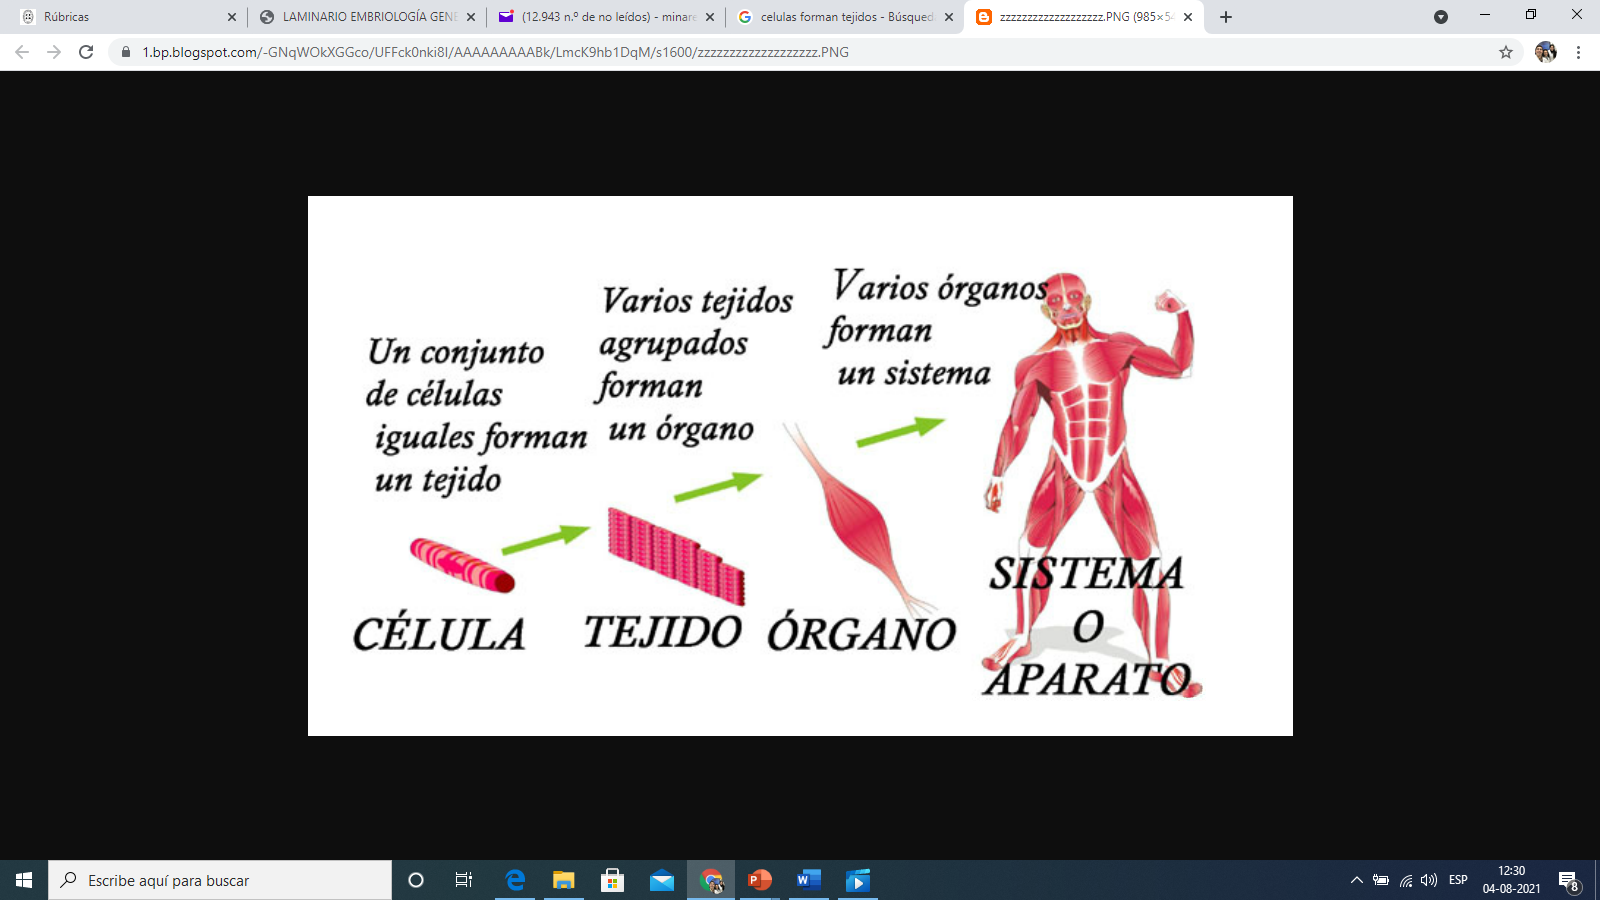 Rúbricas
LAMINARIO EMBRIOLOGÍA GENE
(12.943 n.º de no leídos) - minare
celulas forman tejidos - Búsqued
zzzzzzzzzzzzzzzzzzz.PNG (985×54
1.bp.blogspot.com/-GNqWOkXGGco/UFFck0nki8I/AAAAAAAAABk/LmcK9hb1DqM/s1600/zzzzzzzzzzzzzzzzzzz.PNG
Un conjunto
de células
iguales forman
un tejido
Varios tejidos
agrupados
forman
un órgano
Varios órganos
forman
un sistema
CÉLULA
TEJIDO
ÓRGANO
SISTEMA
O
APARATO
Escribe aquí para buscar
ESP
12:30
04-08-2021
8